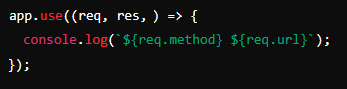 app.use((req, res, ) => {
  console.log(`${req.method} ${req.url}`);
});